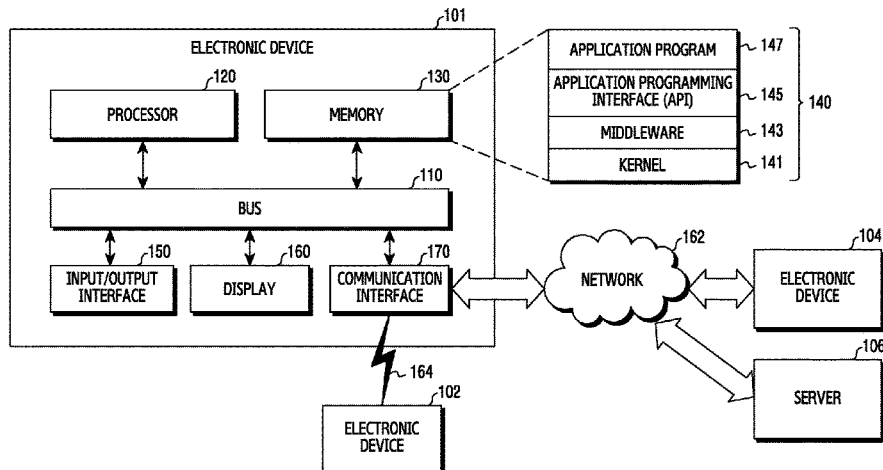 101
ELECTRONIC DEVICE
120
PROCESSOR
130
MEMORY
110
BUS
150
INPUT/OUTPUT
INTERFACE
160
DISPLAY
170
COMMUNICATION
INTERFACE
APPLICATION PROGRAM
147
APPLICATION PROGRAMMING
INTERFACE (API)
145
MIDDLEWARE
143
KERNEL
141
140
162
NETWORK
104
ELECTRONIC
DEVICE
106
SERVER
164
102
ELECTRONIC
DEVICE